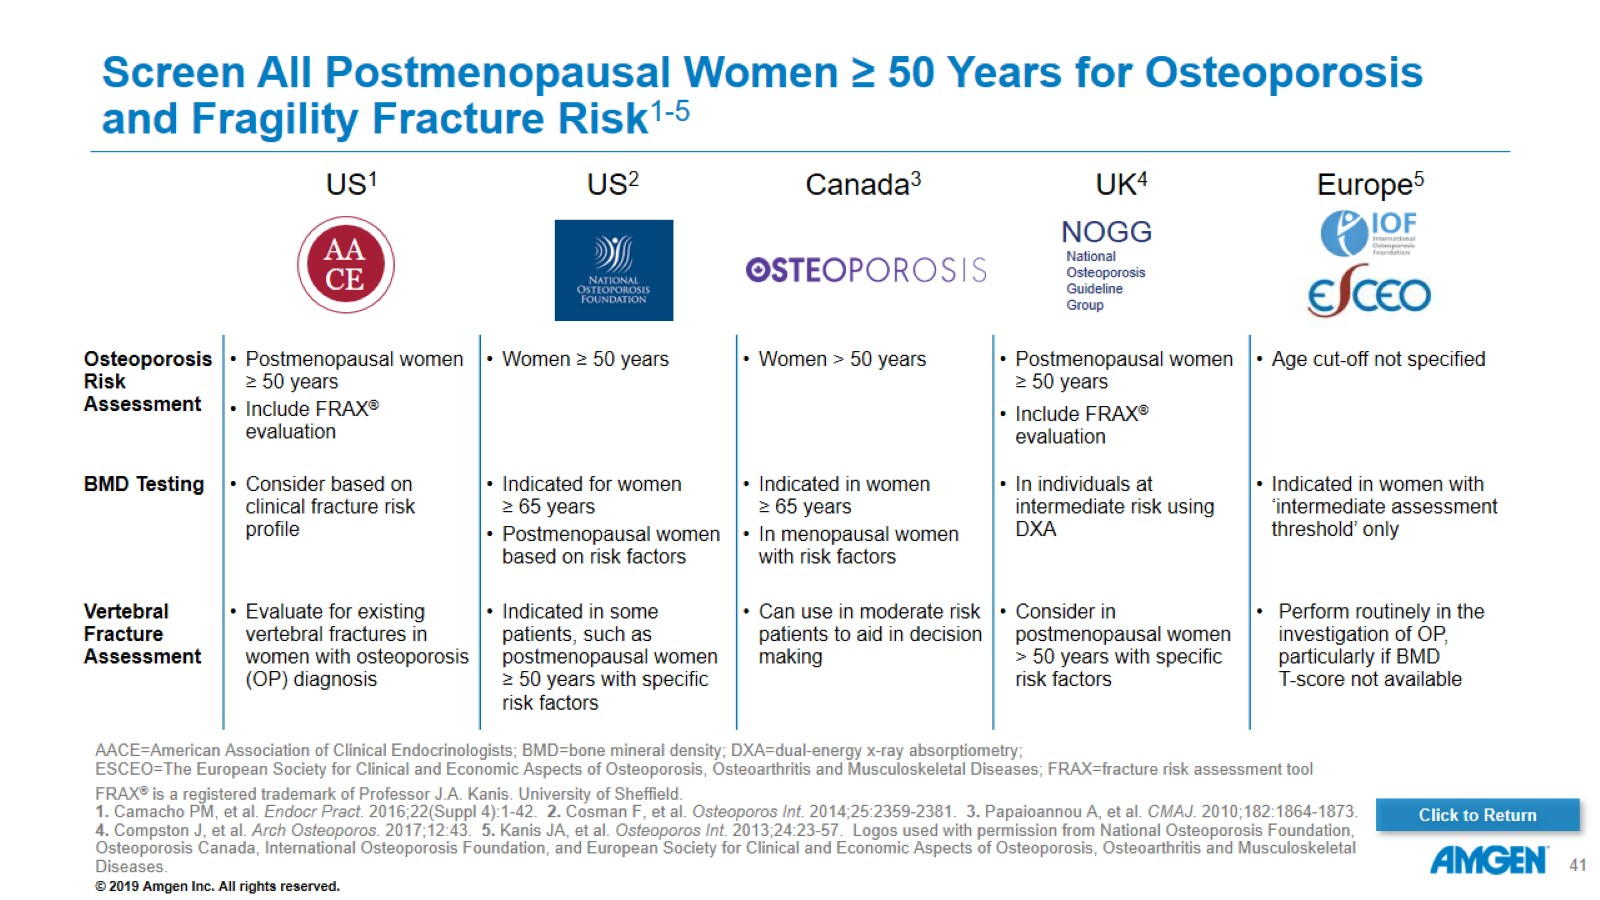 Screen All Postmenopausal Women ≥ 50 Years for Osteoporosis
and Fragility Fracture Risk1-5
US1
US2
Canada3
UK4
Europe5
AA
CE
NATIONAL
OSTEOPOROSIS
FOUNDATION
OSTEOPOROSIS
NOGG
National
Osteoporosis
Guideline
Group
IOF
International
Osteoporosis
Foundation
ESCEO
Osteoporosis
Risk
Assessment
• Postmenopausal women
≥ 50 years
• Include FRAX®
evaluation
• Women ≥ 50 years
• Women > 50 years
• Postmenopausal women
≥ 50 years
• Include FRAX®
evaluation
• Age cut-off not specified
BMD Testing
• Consider based on
clinical fracture risk
profile
• Indicated for women
≥ 65 years
• Postmenopausal women
based on risk factors
• Indicated in women
≥ 65 years
• In menopausal women
with risk factors
• In individuals at
intermediate risk using
DXA
• Indicated in women with
‘intermediate assessment
threshold’ only
Vertebral
Fracture
Assessment
• Evaluate for existing
vertebral fractures in
women with osteoporosis
(OP) diagnosis
• Indicated in some
patients, such as
postmenopausal women
≥ 50 years with specific
risk factors
• Can use in moderate risk
patients to aid in decision
making
• Consider in
postmenopausal women
> 50 years with specific
risk factors
• Perform routinely in the
investigation of OP,
particularly if BMD
T-score not available
AACE=American Association of Clinical Endocrinologists; BMD=bone mineral density; DXA=dual-energy x-ray absorptiometry;
ESCEO=The European Society for Clinical and Economic Aspects of Osteoporosis, Osteoarthritis and Musculoskeletal Diseases; FRAX=fracture risk assessment tool
FRAX® is a registered trademark of Professor J.A. Kanis. University of Sheffield.
1. Camacho PM, et al. Endocr Pract. 2016;22(Suppl 4):1-42. 2. Cosman F, et al. Osteoporos Int. 2014;25:2359-2381. 3. Papaioannou A, et al. CMAJ. 2010;182:1864-1873.
4. Compston J, et al. Arch Osteoporos. 2017;12:43. 5. Kanis JA, et al. Osteoporos Int. 2013;24:23-57. Logos used with permission from National Osteoporosis Foundation,
Osteoporosis Canada, International Osteoporosis Foundation, and European Society for Clinical and Economic Aspects of Osteoporosis, Osteoarthritis and Musculoskeletal
Diseases.
© 2019 Amgen Inc. All rights reserved.
Click to Return
AMGEN
41